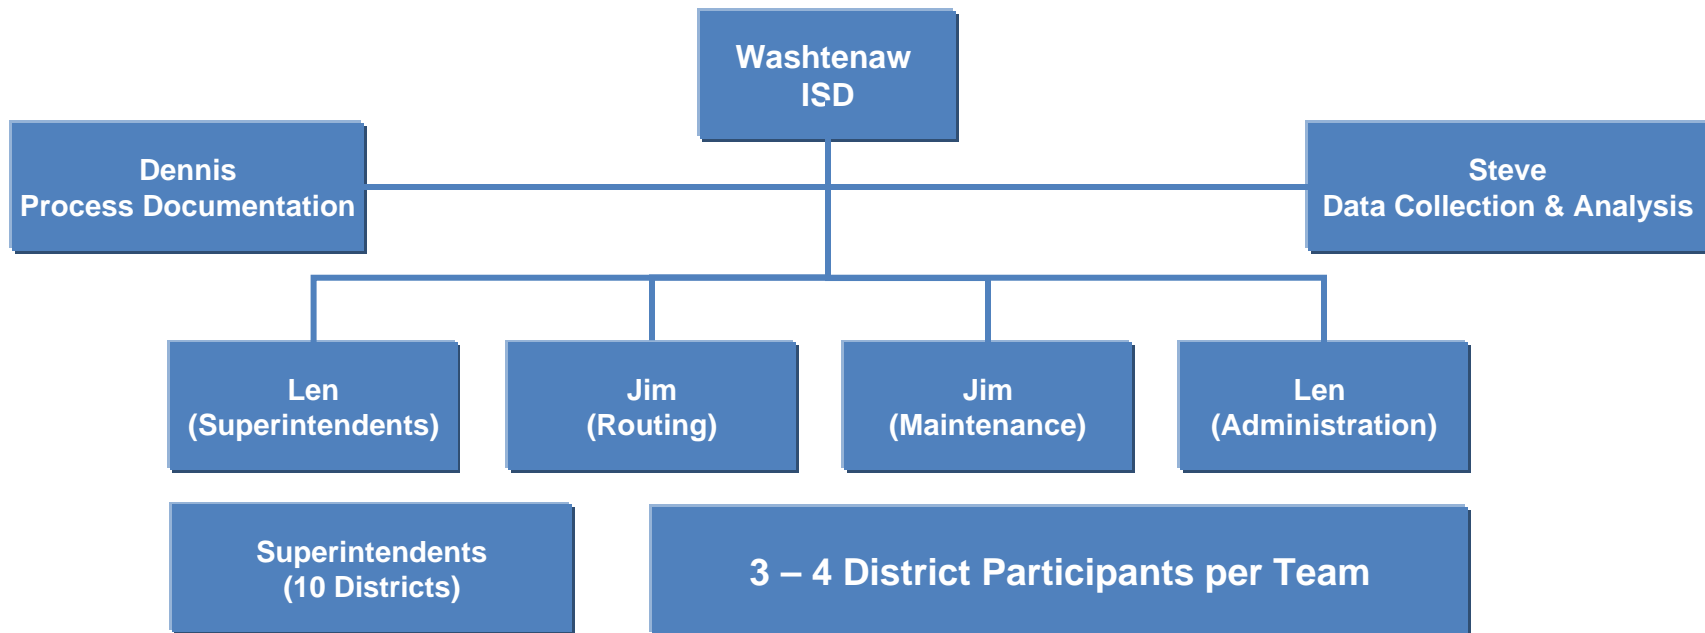 Washtenaw
ISD
Dennis
Process Documentation
Steve
Data Collection & Analysis
Len
(Superintendents)
Jim
(Routing)
Jim
(Maintenance)
Len
(Administration)
Superintendents
(10 Districts)
3 – 4 District Participants per Team